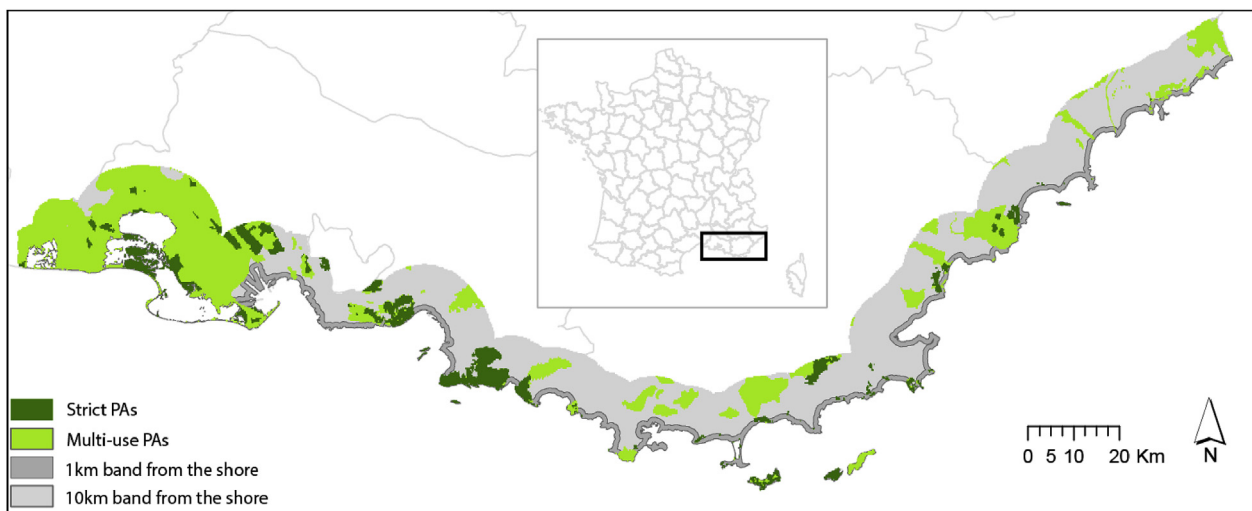 Strict PAs
Multi-use PAs
1km band from the shore
10km band from the shore
0 5 10 20 Km
N